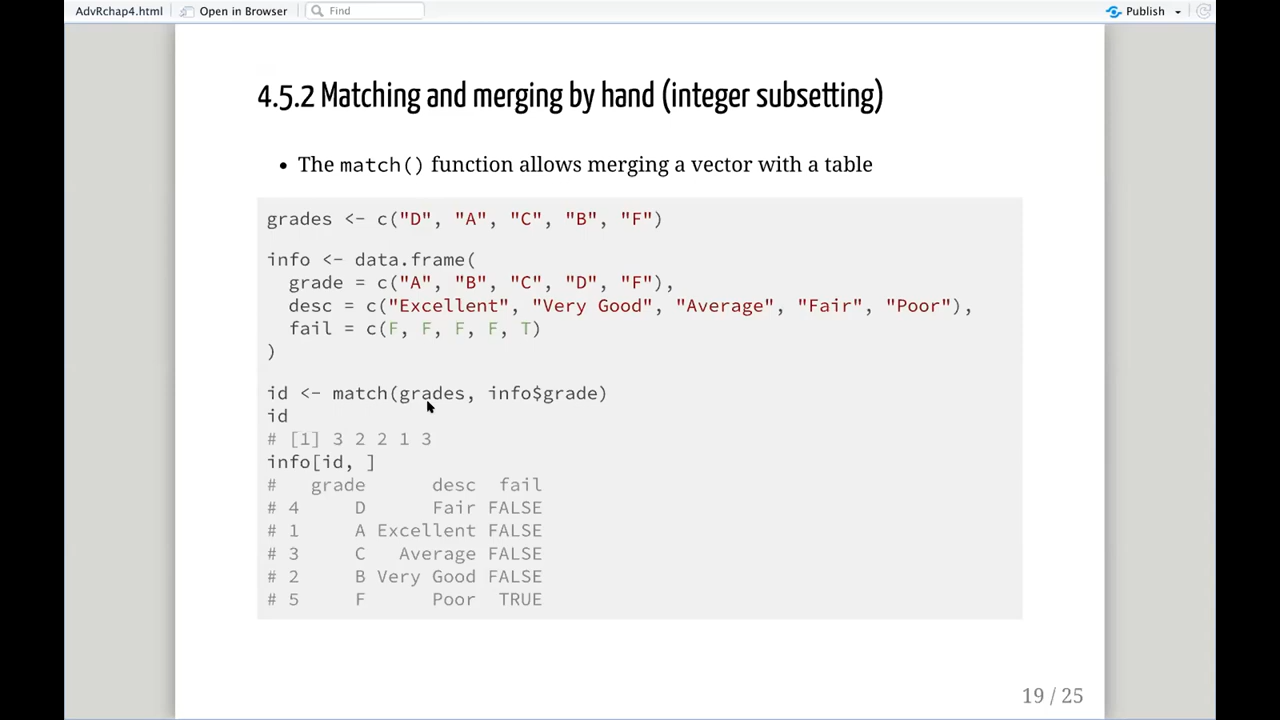 AdvRchap4.html Open in Browser Find Publish
4.5.2 Matching and merging by hand (integer subsetting)
• The match() function allows merging a vector with a table
grades <- c("D", "A", "C", "B", "F")
info <- data.frame(
  grade = c("A", "B", "C", "D", "F"),
  desc = c("Excellent", "Very Good", "Average", "Fair", "Poor"),
  fail = c(F, F, F, F, T)
)
id <- match(grades, info$grade)
id
# [1] 3 2 2 1 3
info[id, ]
#   grade      desc  fail
# 4     D      Fair FALSE
# 1     A Excellent FALSE
# 3     C   Average FALSE
# 2     B Very Good FALSE
# 5     F      Poor  TRUE
19 / 25